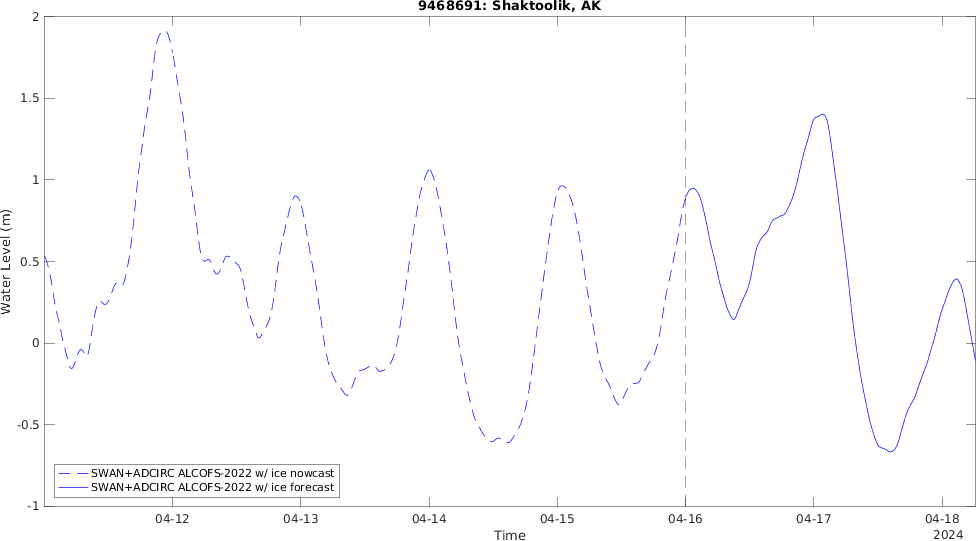 9468691: Shaktoolik, AK
Water Level (m)
2
1.5
1
0.5
0
-0.5
-1
SWAN+ADCIRC ALCOFS-2022 w/ ice nowcast
SWAN+ADCIRC ALCOFS-2022 w/ ice forecast
04-12 04-13 04-14 04-15 04-16 04-17 04-18
Time
2024